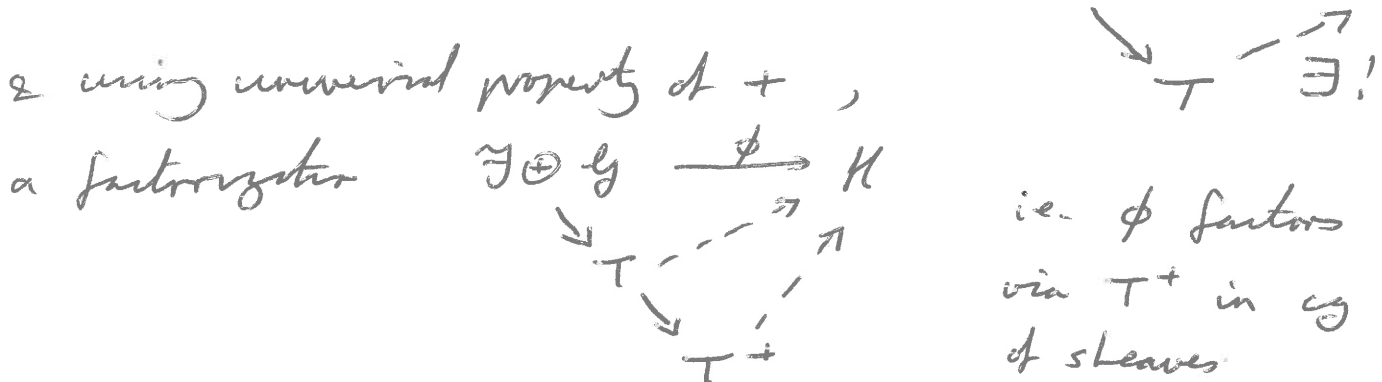 T ∃!
& using universal property of + ,
a factorization F ⊕ G ϕ H
i.e. ϕ factors
T
via T⁺ in cg
T⁺
of sheaves